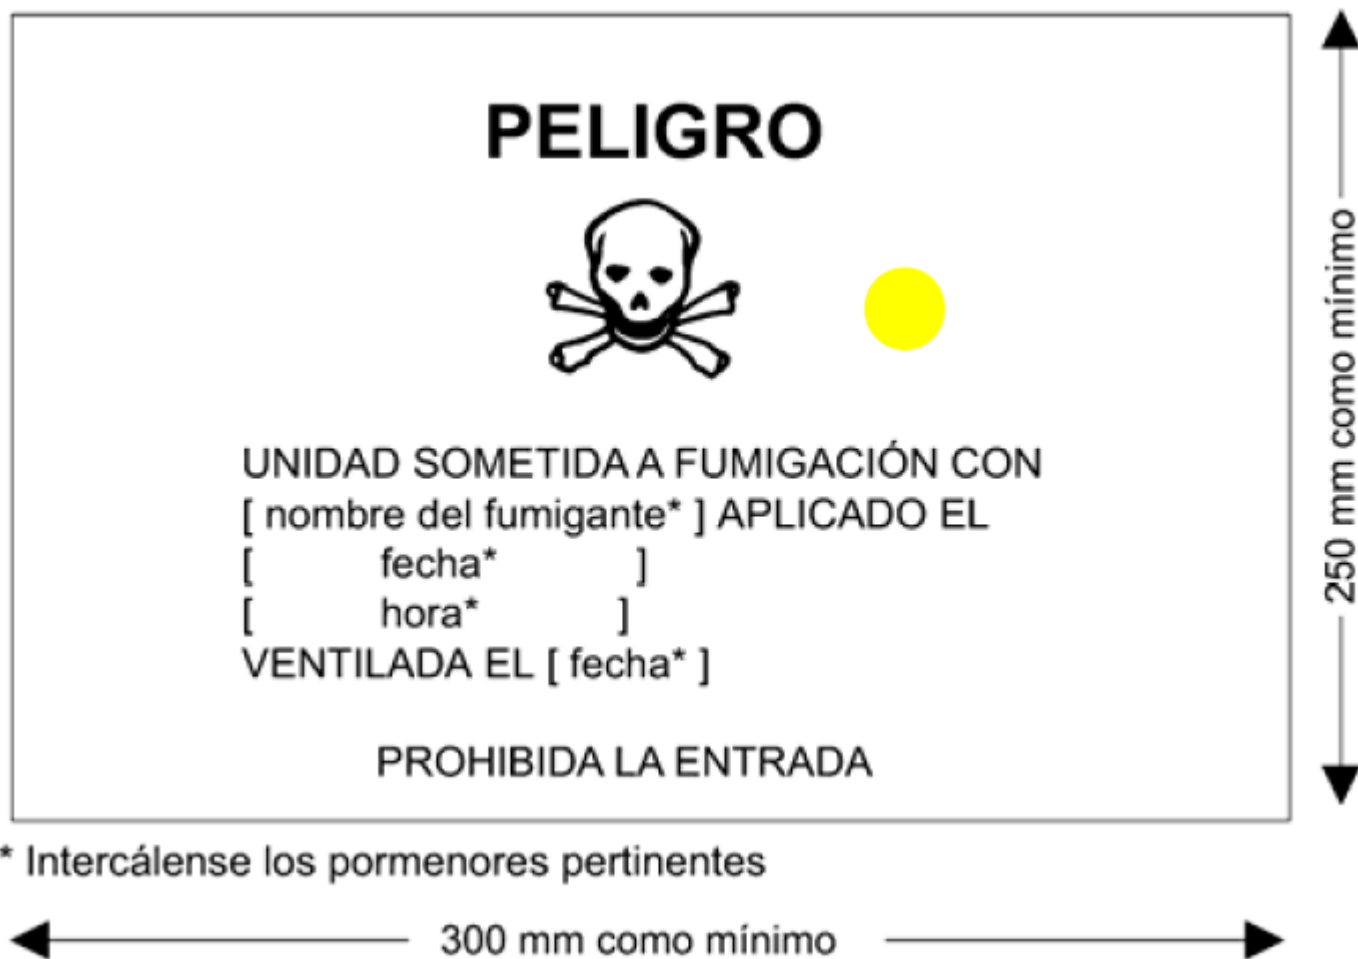 PELIGRO
UNIDAD SOMETIDA A FUMIGACIÓN CON
[ nombre del fumigante* ] APLICADO EL
[ fecha* ]
[ hora* ]
VENTILADA EL [ fecha* ]
PROHIBIDA LA ENTRADA
250 mm como mínimo
* Intercálense los pormenores pertinentes
300 mm como mínimo